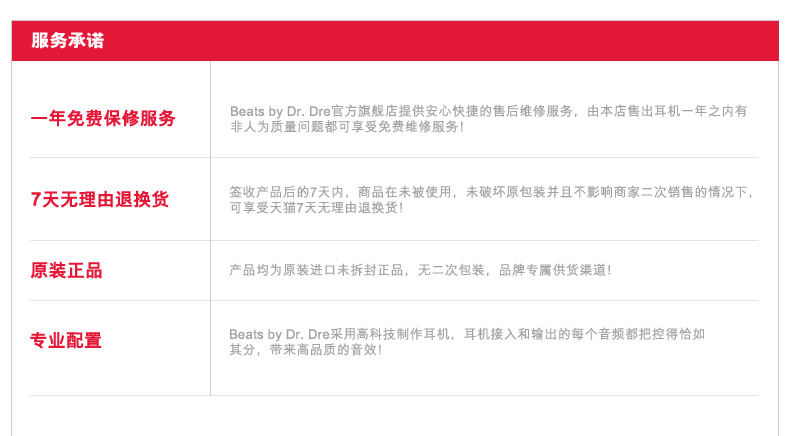 服务承诺
一年免费保修服务
Beats by Dr. Dre官方旗舰店提供安心快捷的售后维修服务，由本店售出耳机一年之内有
非人为质量问题都可享受免费维修服务!
7天无理由退换货
签收产品后的7天内，商品在未被使用，未破坏原包装并且不影响商家二次销售的情况下，
可享受天猫7天无理由退换货!
原装正品
产品均为原装进口未拆封正品，无二次包装，品牌专属供货渠道!
专业配置
Beats by Dr. Dre采用高科技制作耳机，耳机接入和输出的每个音频都把控得恰如
其分，带来高品质的音效!